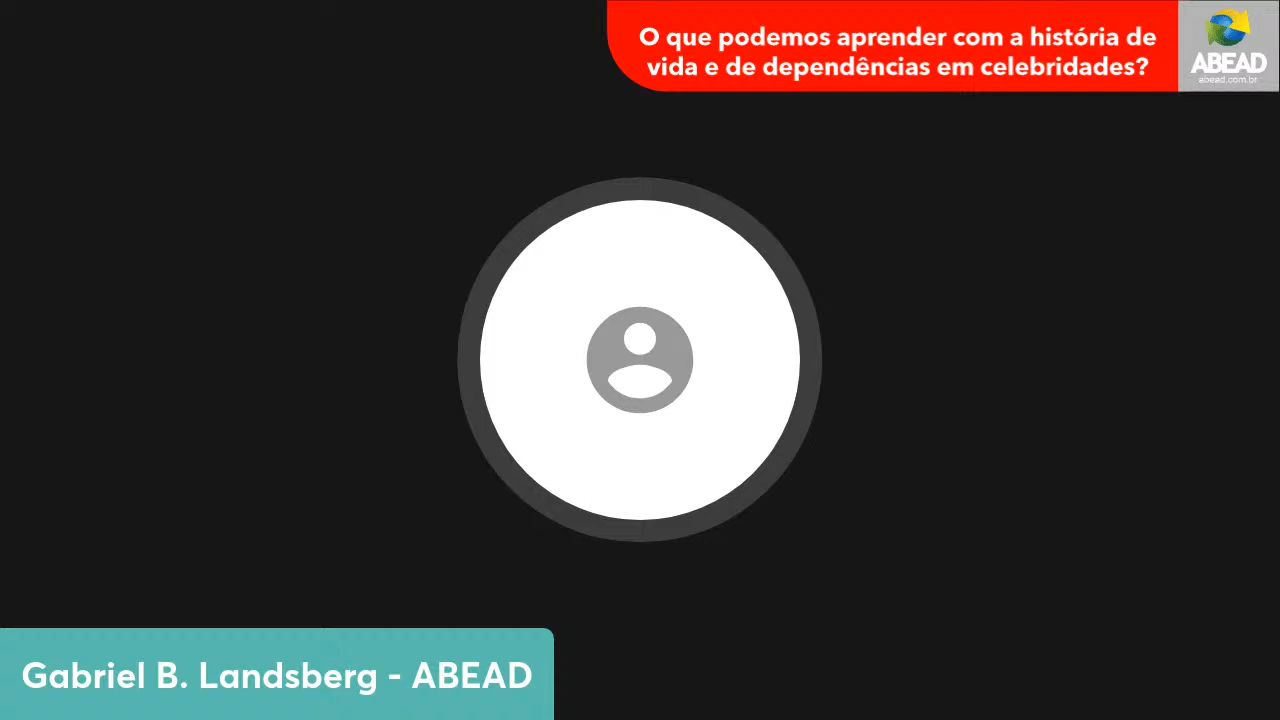 O que podemos aprender com a história de
vida e de dependências em celebridades?
ABEAD
abead.com.br
Gabriel B. Landsberg - ABEAD